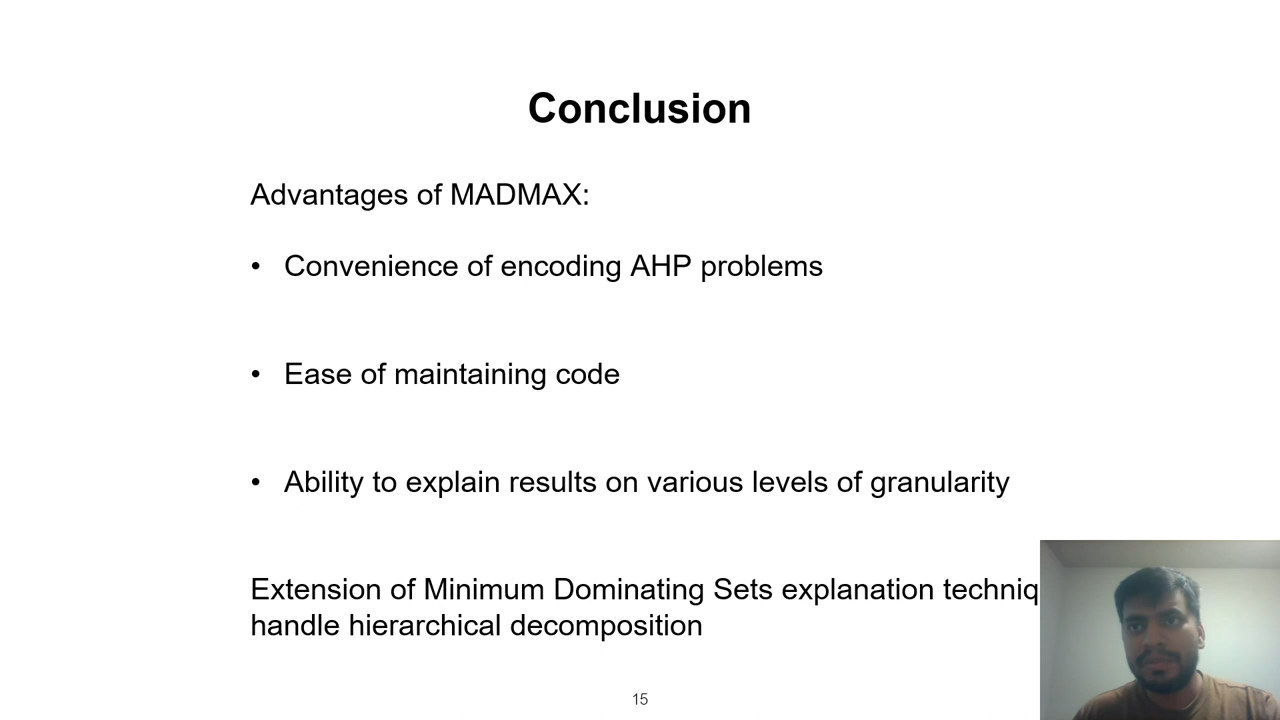 Conclusion
Advantages of MADMAX:
• Convenience of encoding AHP problems
• Ease of maintaining code
• Ability to explain results on various levels of granularity
Extension of Minimum Dominating Sets explanation
handle hierarchical decomposition
15